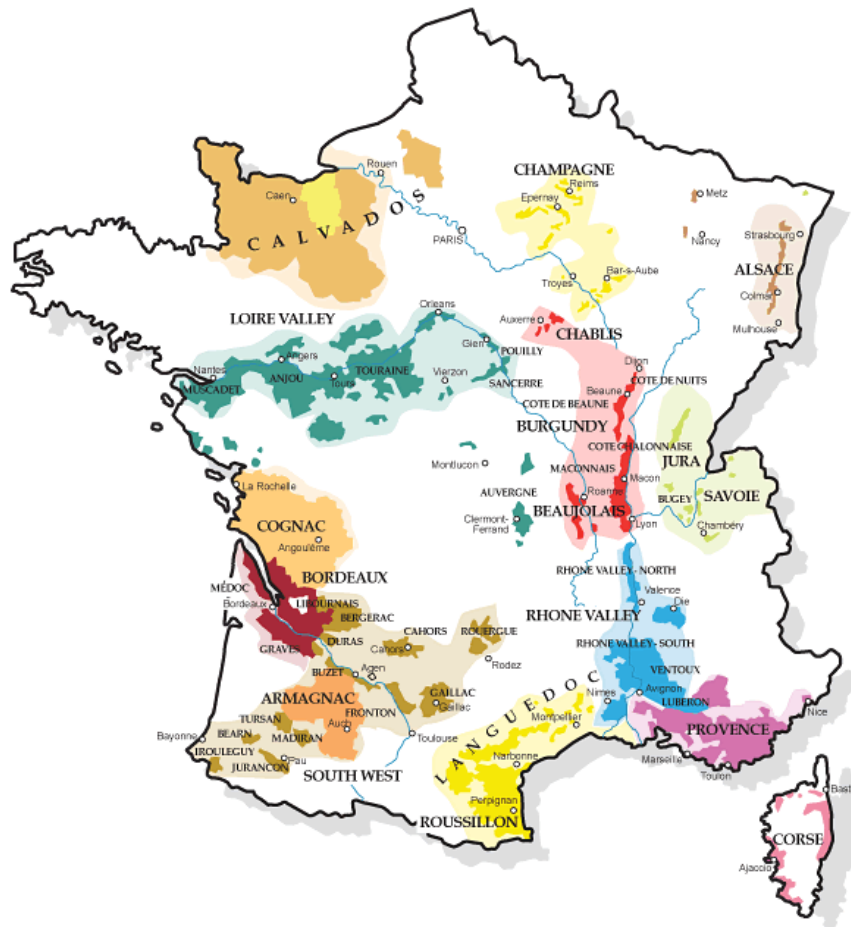 CHAMPAGNE
Rouen
Reims
Caen
Epernay
Metz
CALVADOS
PARIS
Nancy
Strasbourg
Troyes
Bar-s-Aube
ALSACE
Colmar
Orleans
LOIRE VALLEY
Auxerre
CHABLIS
Mulhouse
Gien
POUILLY
Angers
Nantes
TOURAINE
Dijon
MUSCADET
ANJOU
Toute
Vierzon
SANCERRE
COTE DE NUITS
Beaune
COTE DE BEAUNE
BURGUNDY
COTE CHALONNAISE
JURA
Montlucon
MACONNAIS
Macon
La Rochelle
AUVERGNE
Roanne
BUGEY
SAVOIE
COGNAC
Clermont-
Ferrand
BEAUJOLAIS
Lyon
Chambéry
Angoulême
BORDEAUX
RHONE VALLEY-NORTH
MÉDOC
Bordeaux
LIBOURNAIS
BERGERAC
Valence
Die
RHONE VALLEY
CAHORS
ROUERGUE
DURAS
Cahors
GRAVES
RHONE VALLEY-SOUTH
BUZET
Agen
Rodez
VENTOUX
ARMAGNAC
GAILLAC
Gaillac
LANGUEDOC
Nimes
Avignon
LUBERON
FRONTON
TURSAN
Auch
Montpellier
Nice
BEARN
MADIRAN
Toulouse
PROVENCE
Bayonne
IROULEGUY
Pau
JURANCON
Narbonne
Marseille
Toulon
SOUTH WEST
Perpignan
ROUSSILLON
Bast
CORSE
Ajaccio